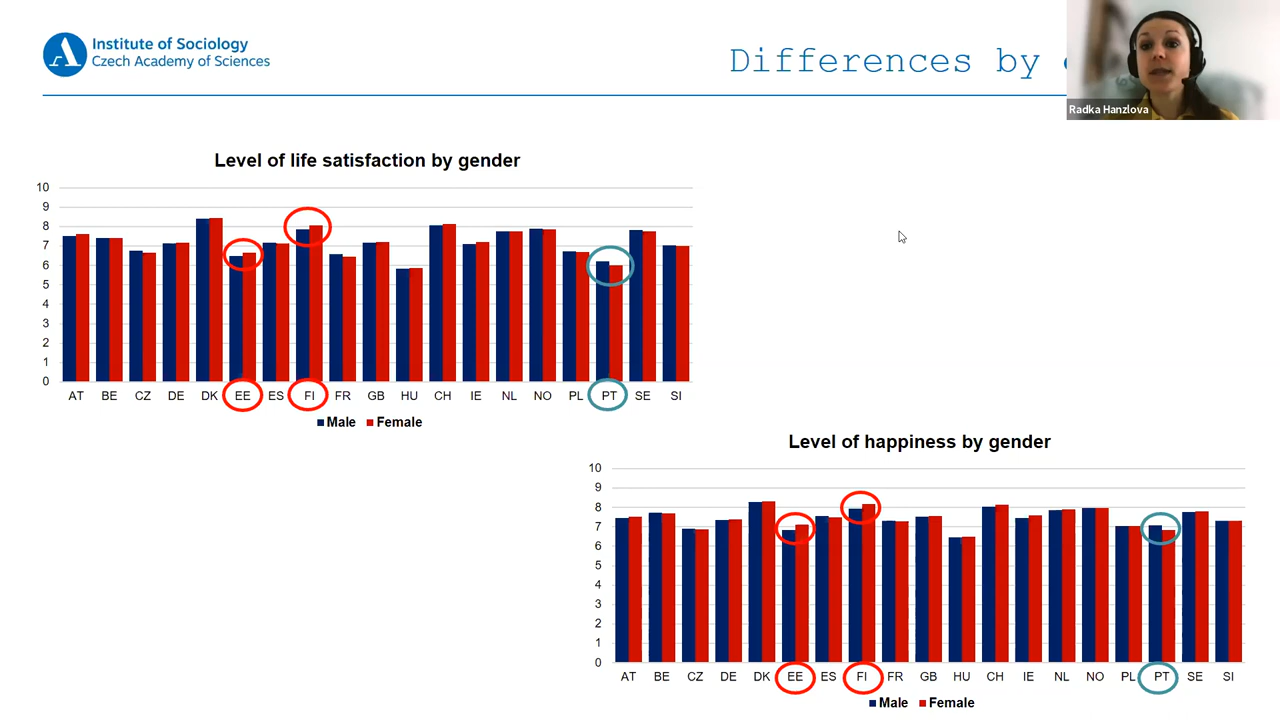 Institute of Sociology
Czech Academy of Sciences
Differences by
Radka Hanzlova
Level of life satisfaction by gender
10
9
8
7
6
5
4
3
2
1
0
AT BE CZ DE DK EE ES FI FR GB HU CH IE NL NO PL PT SE SI
Male Female
Level of happiness by gender
10
9
8
7
6
5
4
3
2
1
0
AT BE CZ DE DK EE ES FI FR GB HU CH IE NL NO PL PT SE SI
Male Female